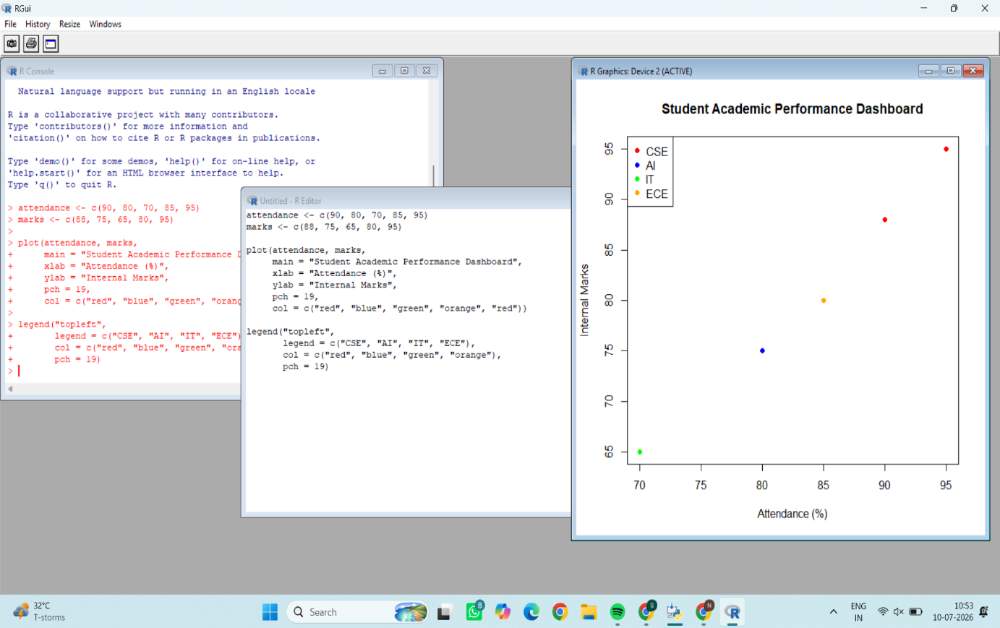 RGui
File History Resize Windows
R Console
Natural language support but running in an English locale
R is a collaborative project with many contributors.
Type 'contributors()' for more information and
'citation()' on how to cite R or R packages in publications.
Type 'demo()' for some demos, 'help()' for on-line help, or
'help.start()' for an HTML browser interface to help.
Type 'q()' to quit R.
> attendance <- c(90, 80, 70, 85, 95)
> marks <- c(88, 75, 65, 80, 95)
>
> plot(attendance, marks,
+      main = "Student Academic Performance D
+      xlab = "Attendance (%)",
+      ylab = "Internal Marks",
+      pch = 19,
+      col = c("red", "blue", "green", "orang
>
> legend("topleft",
+        legend = c("CSE", "AI", "IT", "ECE")
+        col = c("red", "blue", "green", "ora
+        pch = 19)
>
Untitled - R Editor
attendance <- c(90, 80, 70, 85, 95)
marks <- c(88, 75, 65, 80, 95)
plot(attendance, marks,
     main = "Student Academic Performance Dashboard",
     xlab = "Attendance (%)",
     ylab = "Internal Marks",
     pch = 19,
     col = c("red", "blue", "green", "orange", "red"))
legend("topleft",
       legend = c("CSE", "AI", "IT", "ECE"),
       col = c("red", "blue", "green", "orange"),
       pch = 19)
R Graphics: Device 2 (ACTIVE)
Student Academic Performance Dashboard
CSE
AI
IT
ECE
Internal Marks
95
90
85
80
75
70
65
70 75 80 85 90 95
Attendance (%)
32°C
T-storms
Search
8
S
N
ENG
IN
10:53
10-07-2026